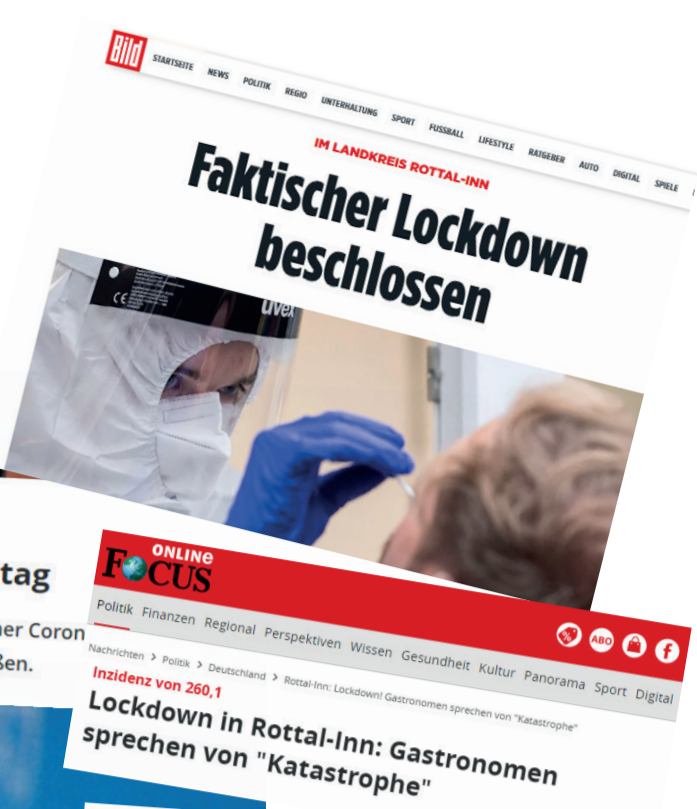 Bild
STARTSEITE NEWS POLITIK REGIO UNTERHALTUNG SPORT FUSSBALL LIFESTYLE RATGEBER AUTO DIGITAL SPIELE
IM LANDKREIS ROTTAL-INN
Faktischer Lockdown
beschlossen
CE
uvex
tag
ner Coron
ßen.
FOCUS ONLINE
ABO
Politik Finanzen Regional Perspektiven Wissen Gesundheit Kultur Panorama Sport Digital
Nachrichten > Politik > Deutschland > Rottal-Inn: Lockdown! Gastronomen sprechen von "Katastrophe"
Inzidenz von 260,1
Lockdown in Rottal-Inn: Gastronomen
sprechen von "Katastrophe"